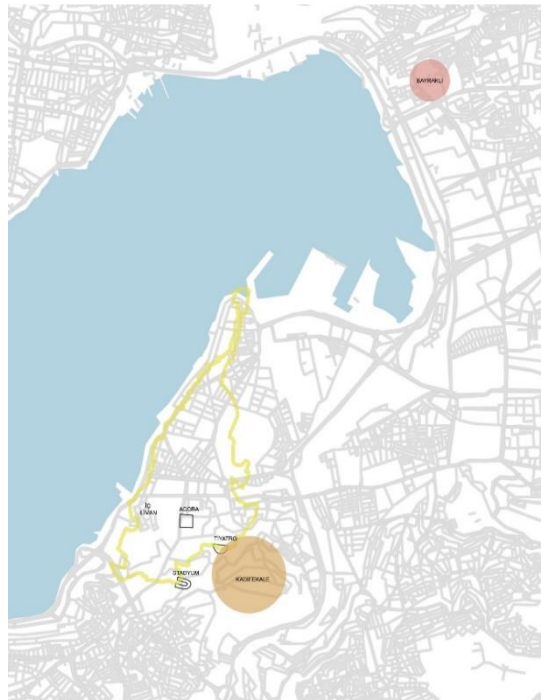 BAYRAKLI
İÇ
LİMAN
AGORA
TİYATRO
STADYUM
KADİFEKALE